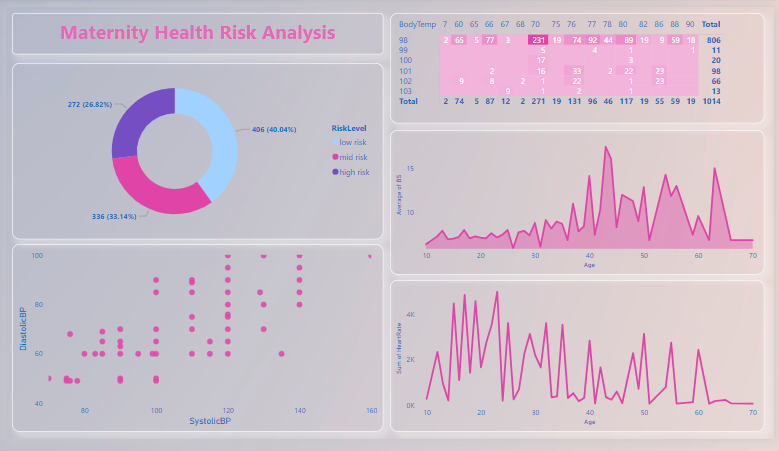 Maternity Health Risk Analysis
272 (26.82%)
406 (40.04%)
336 (33.14%)
RiskLevel
low risk
mid risk
high risk
DiastolicBP
100
80
60
40
80 100 120 140 160
SystolicBP
BodyTemp 7 60 65 66 67 68 70 75 76 77 78 80 82 86 88 90 Total
98 2 65 5 77 3 231 19 74 92 44 89 19 9 59 18 806
99 5 4 1 1 11
100 17 3 20
101 2 16 33 2 22 23 98
102 9 8 2 1 22 1 23 66
103 9 1 2 1 13
Total 2 74 5 87 12 2 271 19 131 96 46 117 19 55 59 19 1014
Average of BS
15
10
10 20 30 40 50 60 70
Age
Sum of HeartRate
4K
2K
0K
10 20 30 40 50 60 70
Age